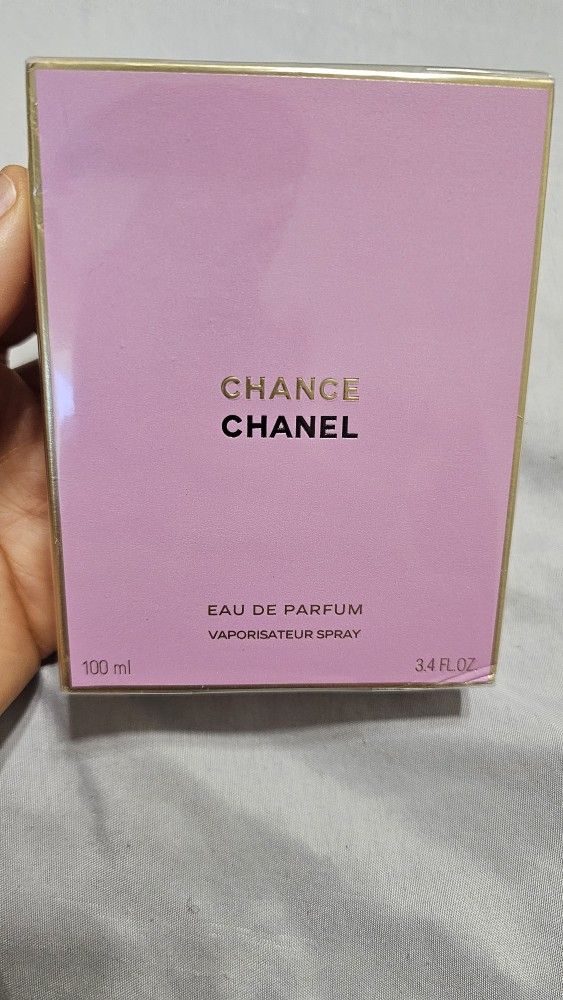 CHANCE
CHANEL
EAU DE PARFUM
VAPORISATEUR SPRAY
100 ml 3.4 FL.OZ.